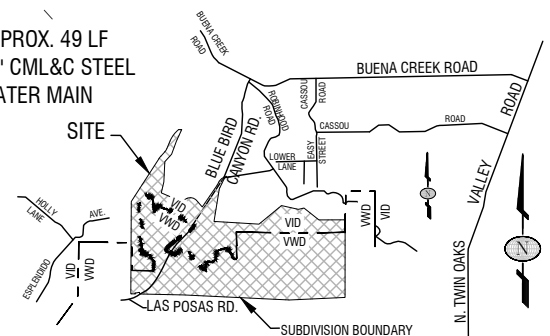 PROX. 49 LF
" CML&C STEEL
ATER MAIN
SITE
BUENA CREEK
ROAD
BUENA CREEK ROAD
CASSOU
ROAD
ROBINHOOD
ROAD
BLUE BIRD
CANYON RD.
CASSOU
ROAD
LOWER
LANE
EASY
STREET
N. TWIN OAKS
VALLEY
ROAD
HOLLY
LANE
AVE.
ESPLENDIDO
VID
VWD
VID
VWD
VID
VWD
VWD
VID
N
N
LAS POSAS RD.
SUBDIVISION BOUNDARY